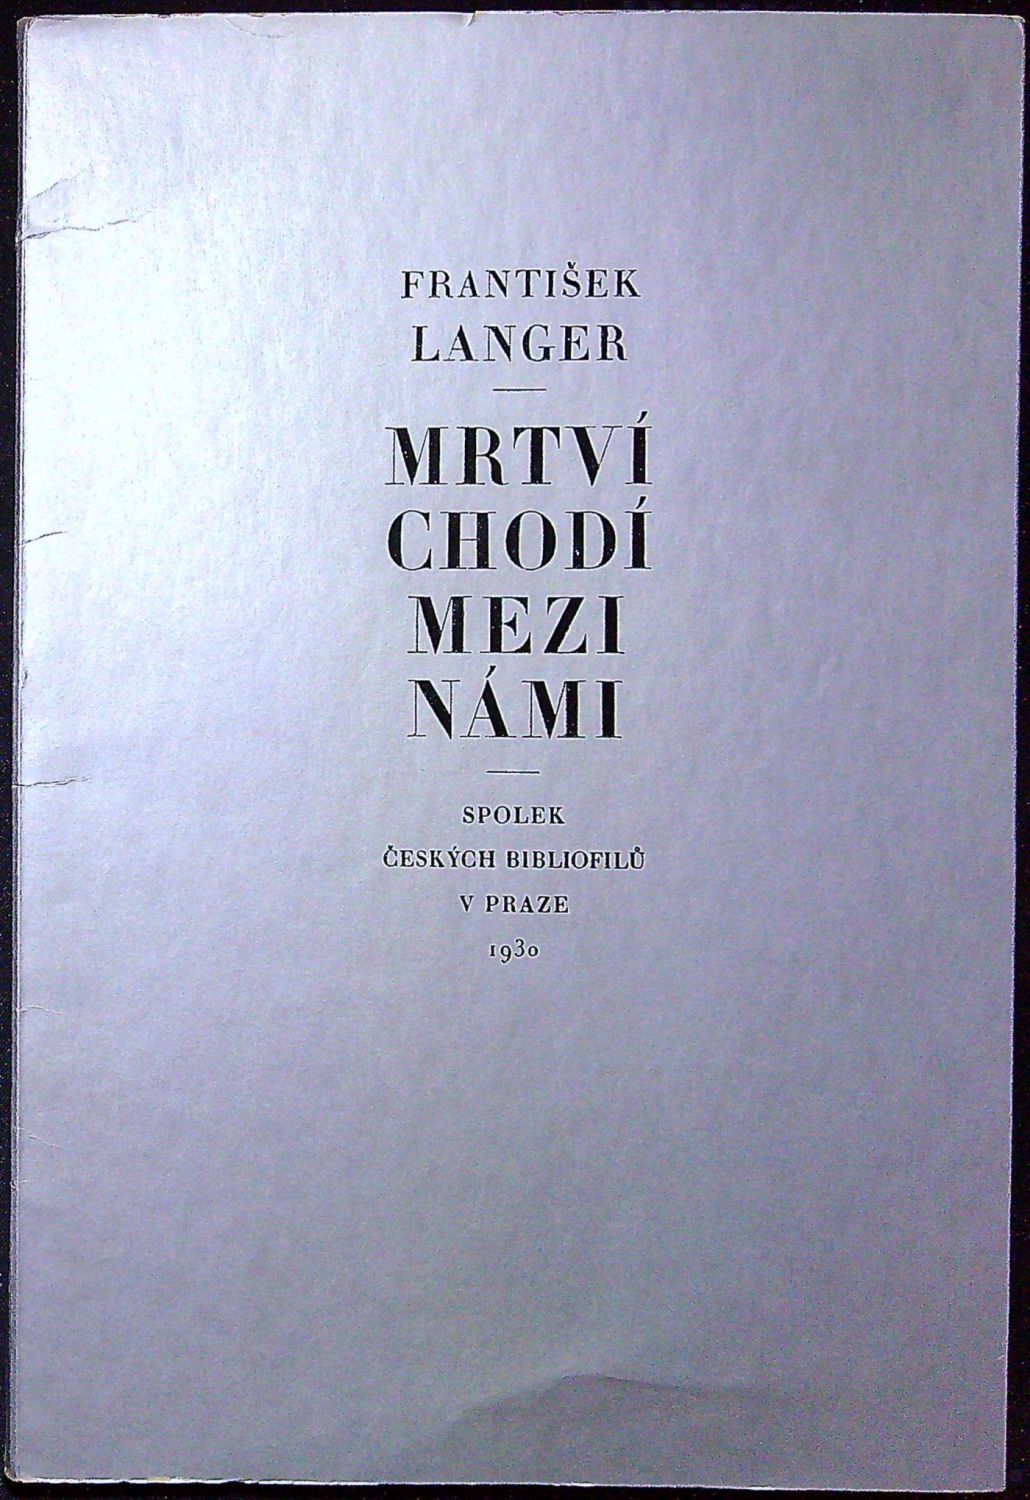 FRANTIŠEK
LANGER
MRTVÍ
CHODÍ
MEZI
NÁMI
SPOLEK
ČESKÝCH BIBLIOFILŮ
V PRAZE
1930